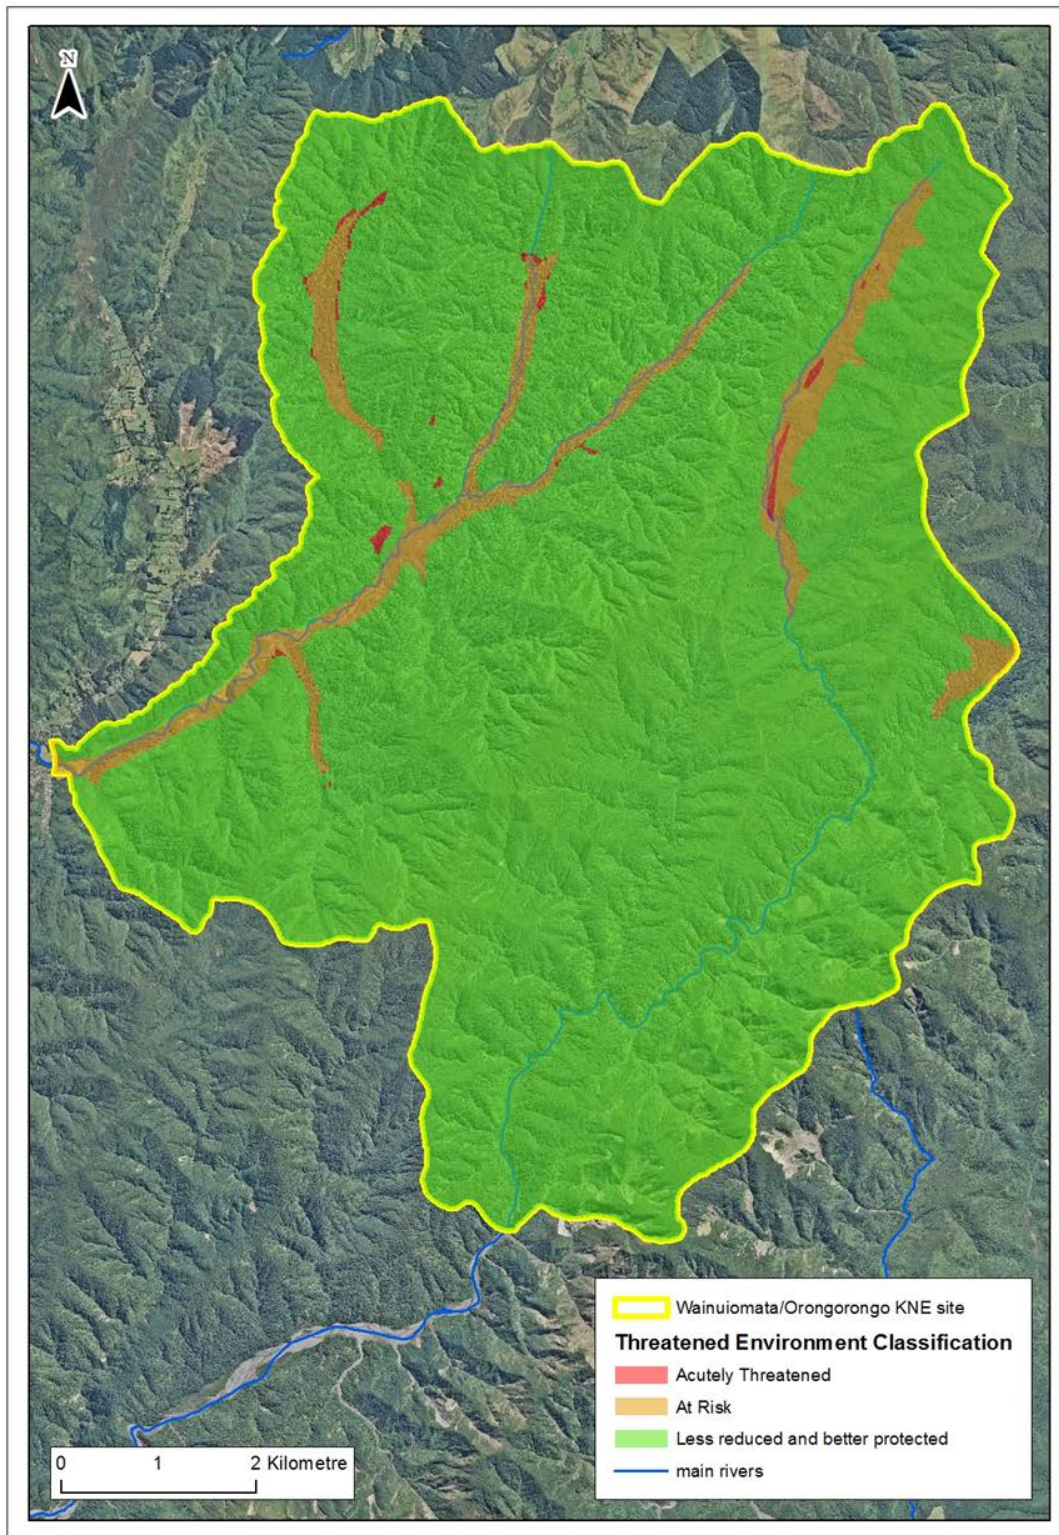 N
Wainuiomata/Orongorongo KNE site
Threatened Environment Classification
Acutely Threatened
At Risk
Less reduced and better protected
main rivers
0 1 2 Kilometre